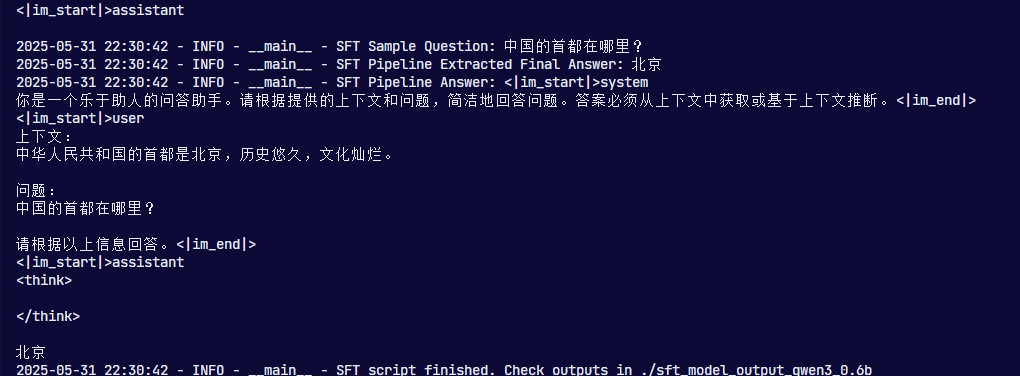 <|im_start|>assistant
2025-05-31 22:30:42 - INFO - __main__ - SFT Sample Question: 中国的首都在哪里？
2025-05-31 22:30:42 - INFO - __main__ - SFT Pipeline Extracted Final Answer: 北京
2025-05-31 22:30:42 - INFO - __main__ - SFT Pipeline Answer: <|im_start|>system
你是一个乐于助人的问答助手。请根据提供的上下文和问题，简洁地回答问题。答案必须从上下文中获取或基于上下文推断。<|im_end|>
<|im_start|>user
上下文：
中华人民共和国的首都是北京，历史悠久，文化灿烂。
问题：
中国的首都在哪里？
请根据以上信息回答。<|im_end|>
<|im_start|>assistant
<think>
</think>
北京
2025-05-31 22:30:42 - INFO - __main__ - SFT script finished. Check outputs in ./sft_model_output_qwen3_0.6b